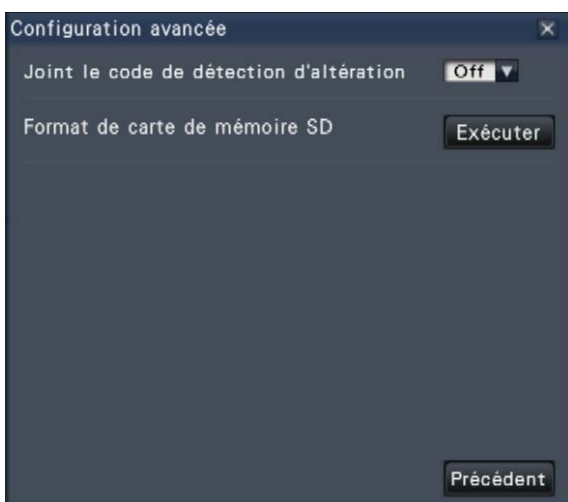 Configuration avancée
Joint le code de détection d'altération Off
Format de carte de mémoire SD Exécuter
Précédent